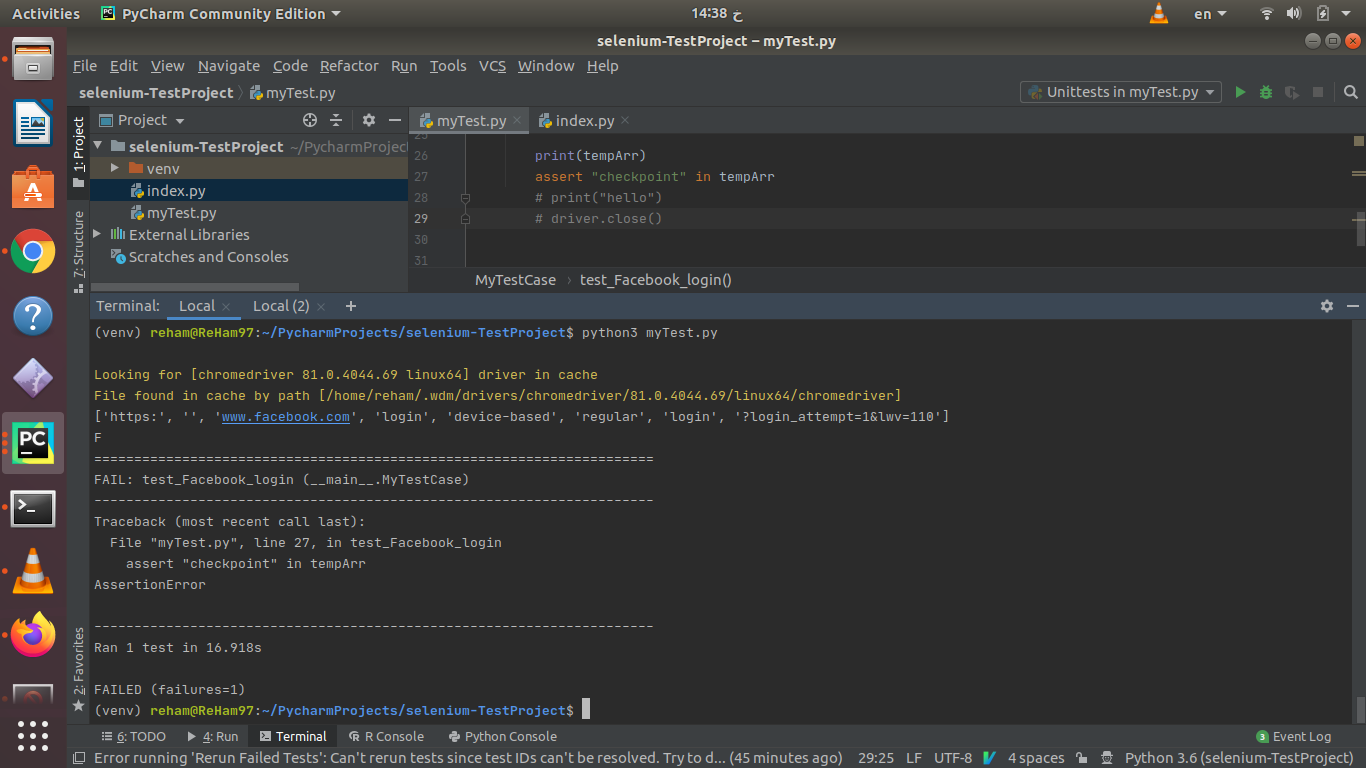 Activities PyCharm Community Edition 14:38 خ en
selenium-TestProject – myTest.py
File Edit View Navigate Code Refactor Run Tools VCS Window Help
selenium-TestProject myTest.py Unittests in myTest.py
1: Project
Project
selenium-TestProject ~/PycharmProject
venv
index.py
myTest.py
External Libraries
Scratches and Consoles
7: Structure
myTest.py index.py
25
26 print(tempArr)
27 assert "checkpoint" in tempArr
28 # print("hello")
29 # driver.close()
30
31
MyTestCase › test_Facebook_login()
Terminal: Local Local (2) +
(venv) reham@ReHam97:~/PycharmProjects/selenium-TestProject$ python3 myTest.py
Looking for [chromedriver 81.0.4044.69 linux64] driver in cache
File found in cache by path [/home/reham/.wdm/drivers/chromedriver/81.0.4044.69/linux64/chromedriver]
['https:', '', 'www.facebook.com', 'login', 'device-based', 'regular', 'login', '?login_attempt=1&lwv=110']
F
======================================================================
FAIL: test_Facebook_login (__main__.MyTestCase)
----------------------------------------------------------------------
Traceback (most recent call last):
File "myTest.py", line 27, in test_Facebook_login
assert "checkpoint" in tempArr
AssertionError
----------------------------------------------------------------------
Ran 1 test in 16.918s
FAILED (failures=1)
(venv) reham@ReHam97:~/PycharmProjects/selenium-TestProject$
2: Favorites
6: TODO 4: Run Terminal R Console Python Console 3 Event Log
Error running 'Rerun Failed Tests': Can't rerun tests since test IDs can't be resolved. Try to d... (45 minutes ago) 29:25 LF UTF-8 4 spaces Python 3.6 (selenium-TestProject)